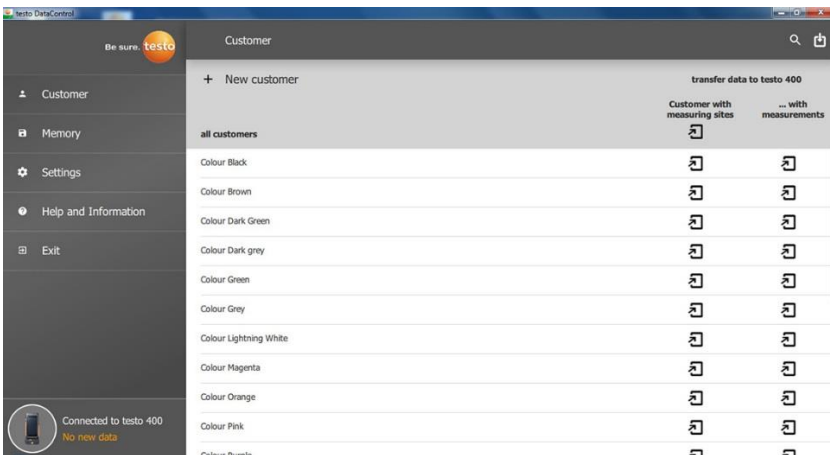 testo DataControl
Be sure. testo
Customer
Memory
Settings
Help and Information
Exit
Connected to testo 400
No new data
Customer
+ New customer
transfer data to testo 400
Customer with
measuring sites
... with
measurements
all customers
Colour Black
Colour Brown
Colour Dark Green
Colour Dark grey
Colour Green
Colour Grey
Colour Lightning White
Colour Magenta
Colour Orange
Colour Pink
Colour Purple